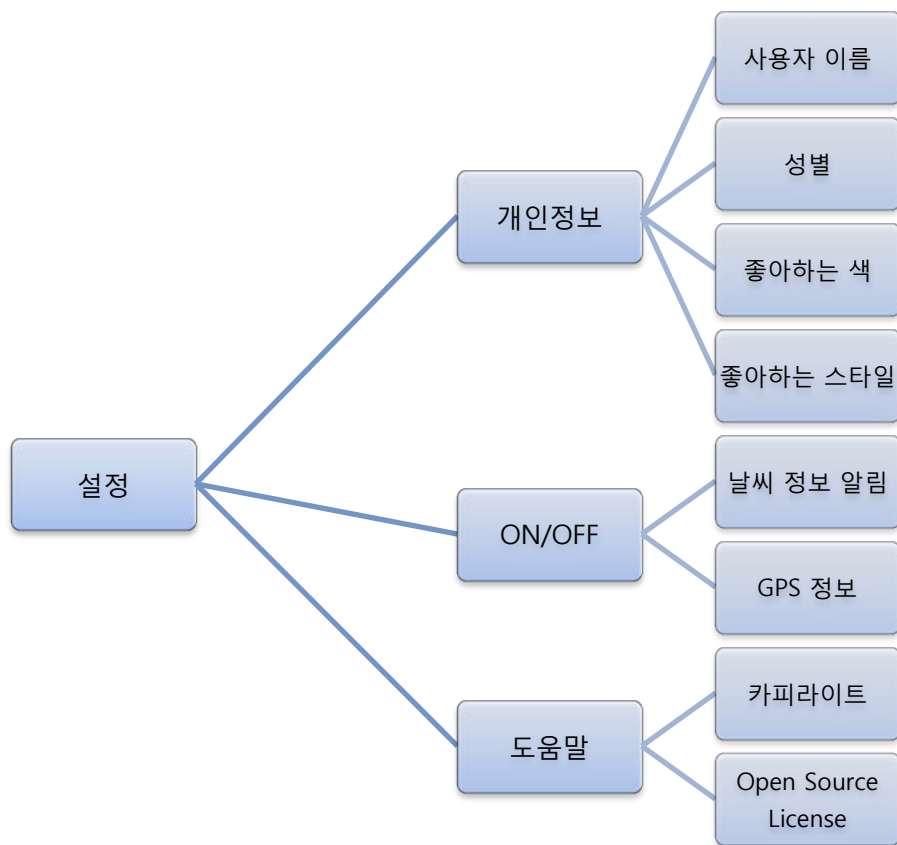 설정
개인정보
사용자 이름
성별
좋아하는 색
좋아하는 스타일
ON/OFF
날씨 정보 알림
GPS 정보
도움말
카피라이트
Open Source
License